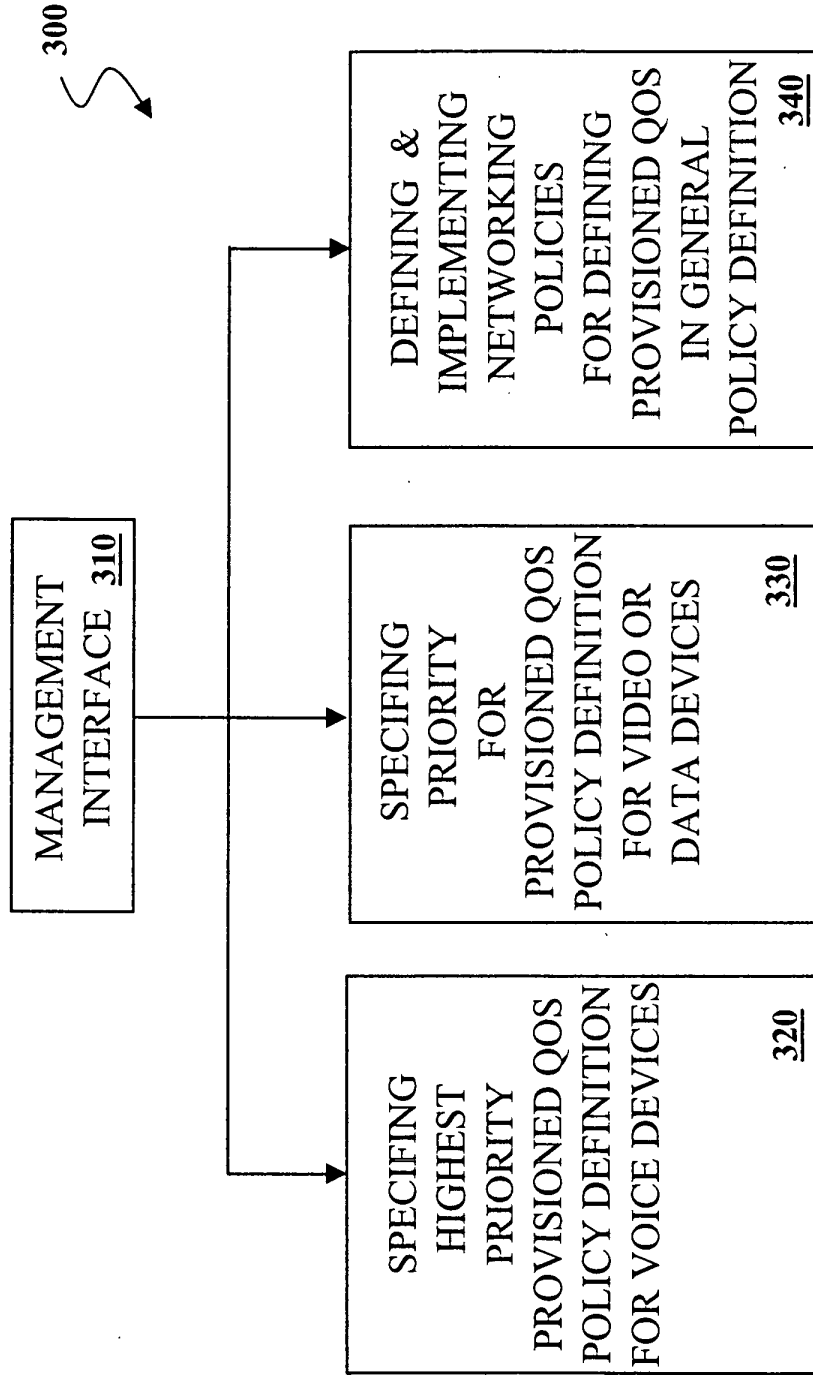 300
MANAGEMENT
INTERFACE
310
SPECIFING
HIGHEST
PRIORITY
PROVISIONED QOS
POLICY DEFINITION
FOR VOICE DEVICES
320
SPECIFING
PRIORITY
FOR
PROVISIONED QOS
POLICY DEFINITION
FOR VIDEO OR
DATA DEVICES
330
DEFINING &
IMPLEMENTING
NETWORKING
POLICIES
FOR DEFINING
PROVISIONED QOS
IN GENERAL
POLICY DEFINITION
340